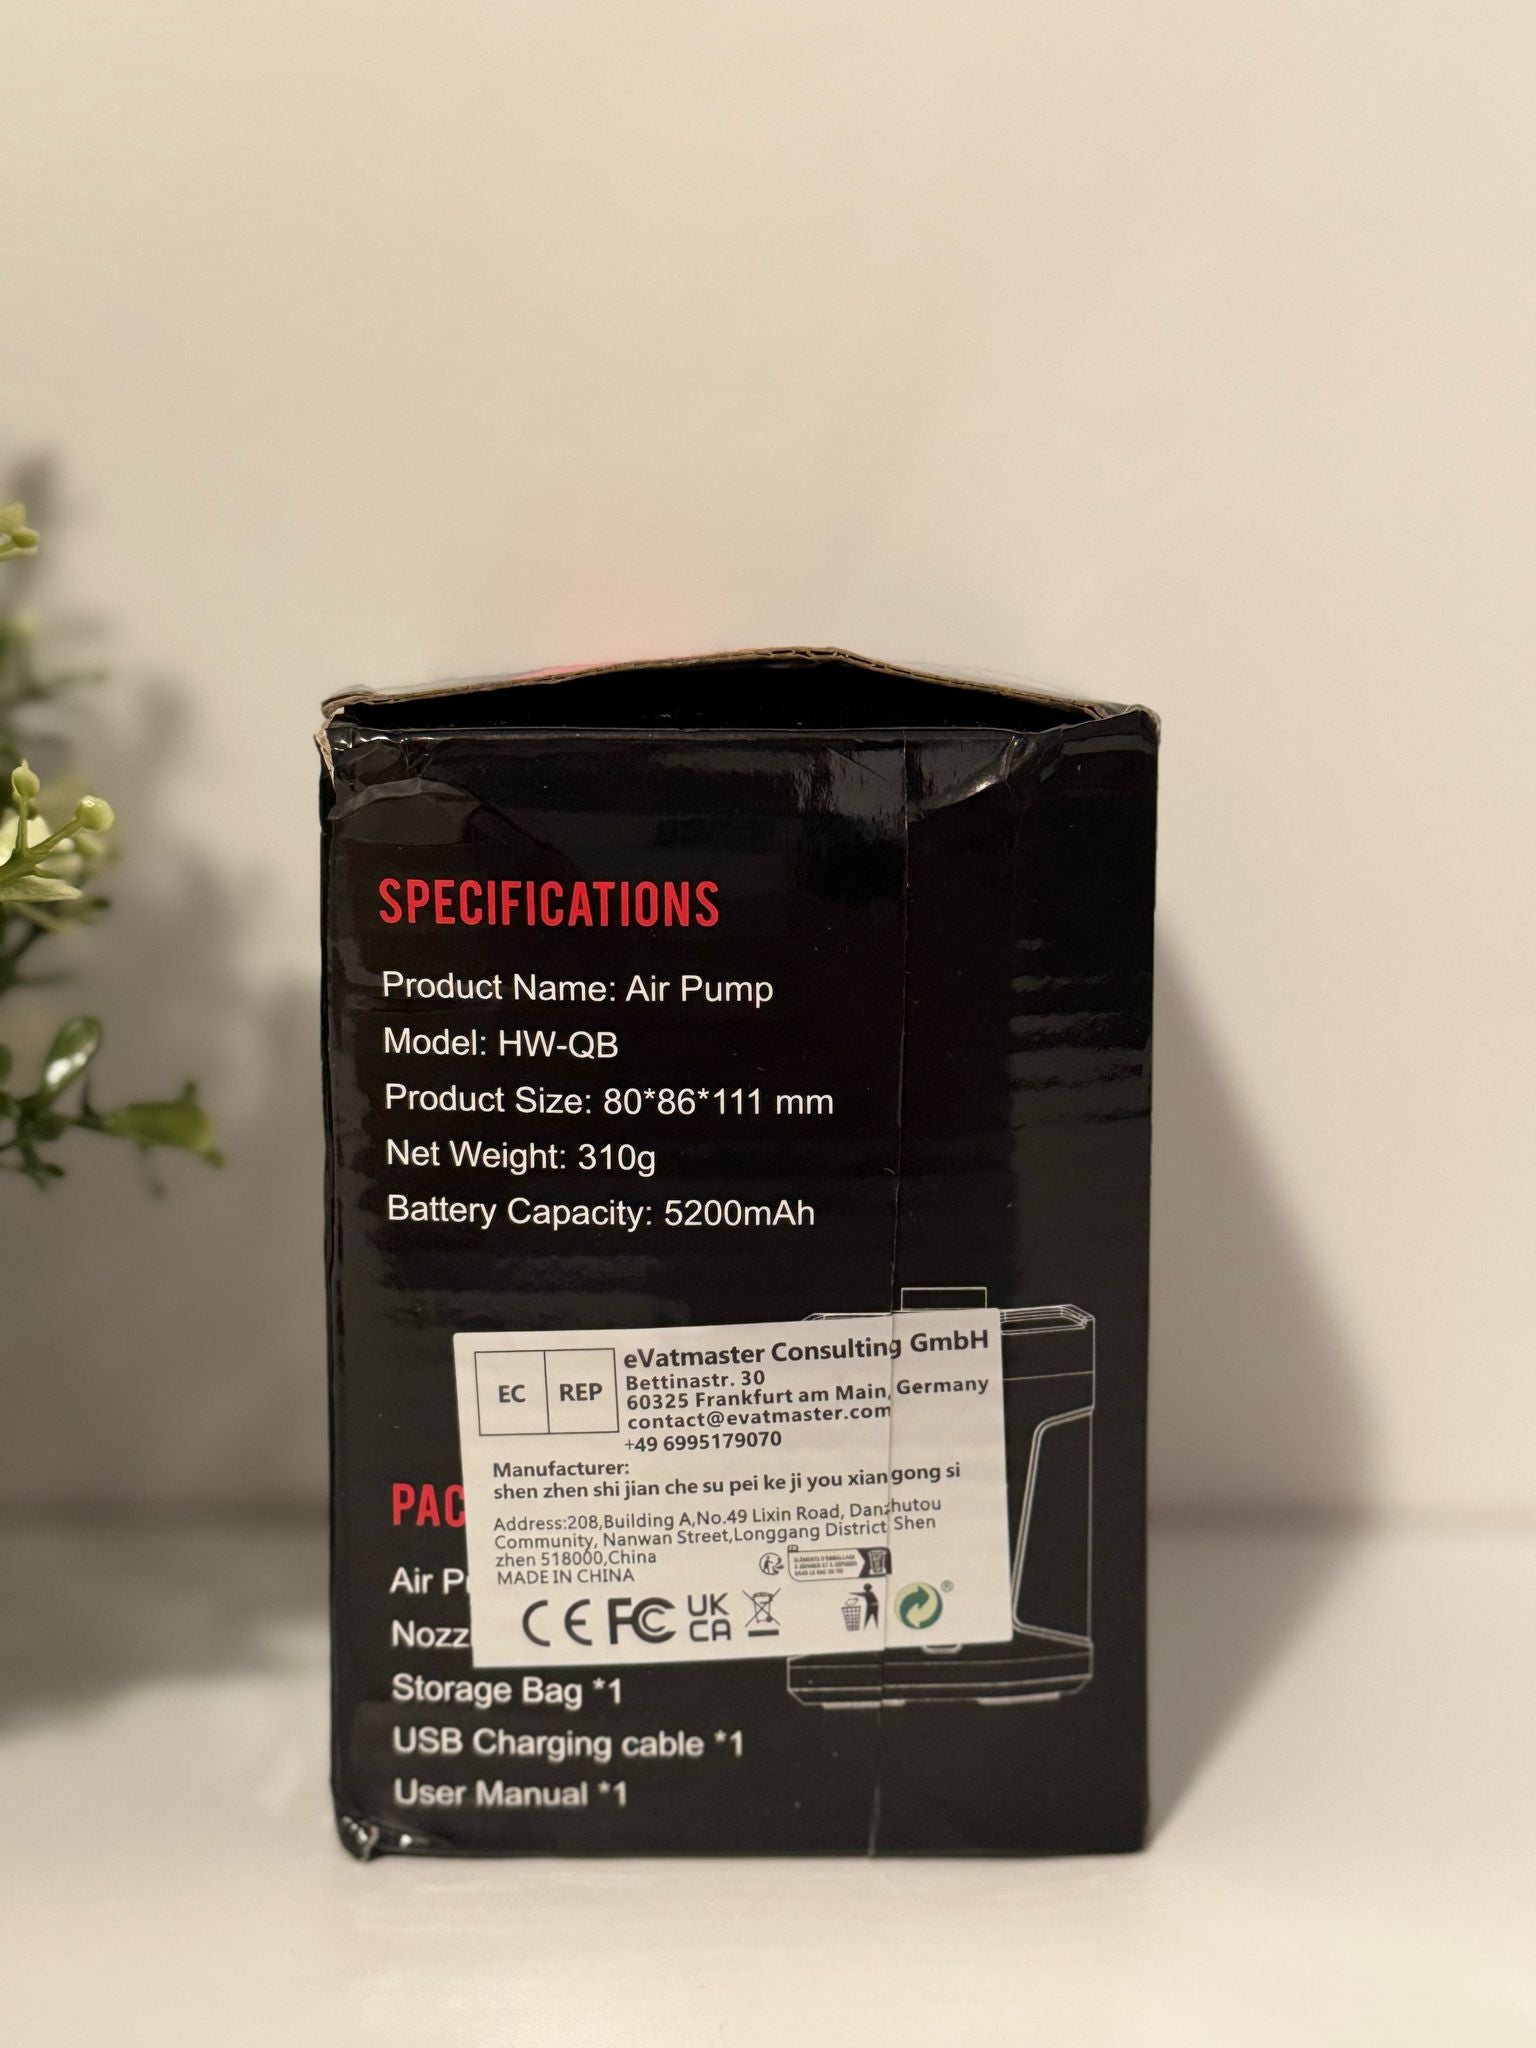 SPECIFICATIONS
Product Name: Air Pump
Model: HW-QB
Product Size: 80*86*111 mm
Net Weight: 310g
Battery Capacity: 5200mAh
EC REP
eVatmaster Consulting GmbH
Bettinastr. 30
60325 Frankfurt am Main, Germany
contact@evatmaster.com
+49 6995179070
Manufacturer:
shen zhen shi jian che su pei ke ji you xian gong si
Address:208,Building A,No.49 Lixin Road, Danzhutou
Community, Nanwan Street,Longgang District Shen
zhen 518000,China
MADE IN CHINA
CE FC UK
CA
®
PAC
Air P
Nozz
Storage Bag *1
USB Charging cable *1
User Manual *1